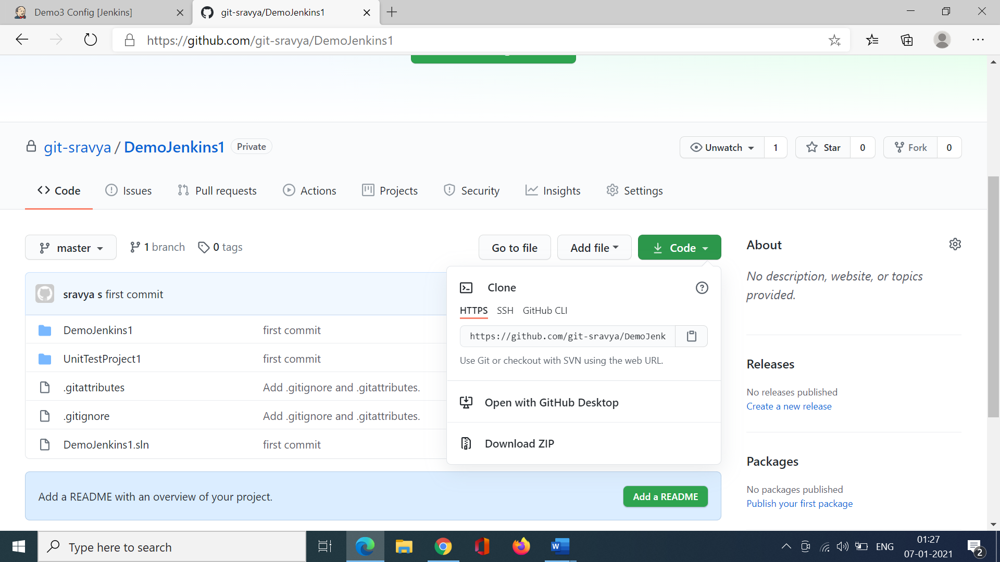 Demo3 Config [Jenkins]
git-sravya/DemoJenkins1
https://github.com/git-sravya/DemoJenkins1
git-sravya / DemoJenkins1 Private
Unwatch 1 Star 0 Fork 0
Code Issues Pull requests Actions Projects Security Insights Settings
master 1 branch 0 tags
Go to file Add file Code
sravya s first commit
DemoJenkins1 first commit
UnitTestProject1 first commit
.gitattributes Add .gitignore and .gitattributes.
.gitignore Add .gitignore and .gitattributes.
DemoJenkins1.sln first commit
Clone
HTTPS SSH GitHub CLI
https://github.com/git-sravya/DemoJenk
Use Git or checkout with SVN using the web URL.
Open with GitHub Desktop
Download ZIP
Add a README with an overview of your project.
Add a README
About
No description, website, or topics
provided.
Releases
No releases published
Create a new release
Packages
No packages published
Publish your first package
Type here to search
W
ENG
01:27
07-01-2021
2